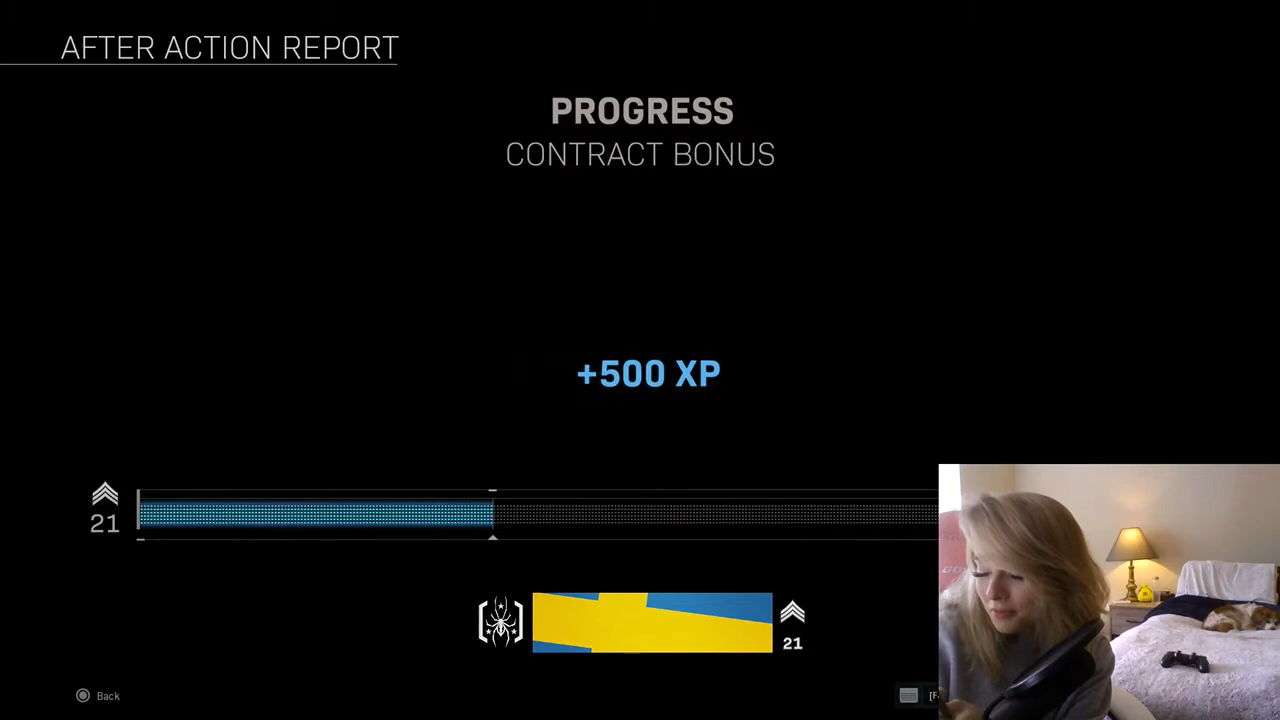 AFTER ACTION REPORT
PROGRESS
CONTRACT BONUS
+500 XP
21
21
Back